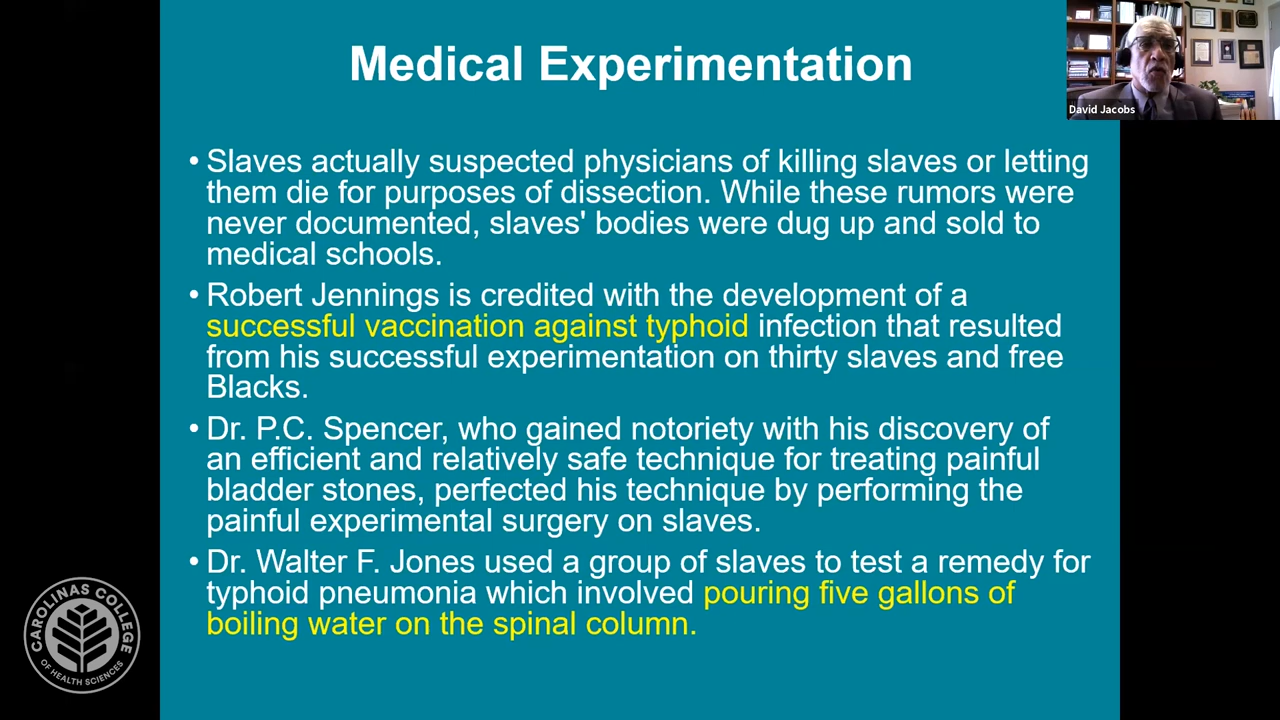 Medical Experimentation
David Jacobs
• Slaves actually suspected physicians of killing slaves or letting
them die for purposes of dissection. While these rumors were
never documented, slaves' bodies were dug up and sold to
medical schools.
• Robert Jennings is credited with the development of a
successful vaccination against typhoid infection that resulted
from his successful experimentation on thirty slaves and free
Blacks.
• Dr. P.C. Spencer, who gained notoriety with his discovery of
an efficient and relatively safe technique for treating painful
bladder stones, perfected his technique by performing the
painful experimental surgery on slaves.
• Dr. Walter F. Jones used a group of slaves to test a remedy for
typhoid pneumonia which involved pouring five gallons of
boiling water on the spinal column.
CAROLINAS COLLEGE
OF HEALTH SCIENCES